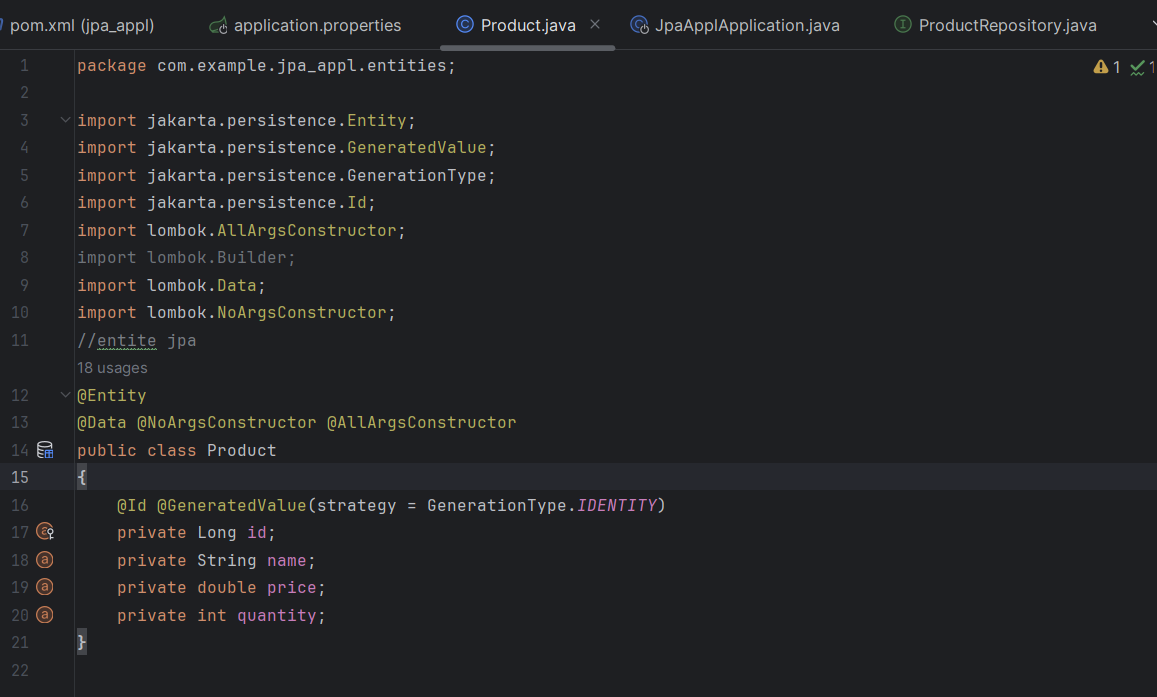 pom.xml (jpa_appl) application.properties Product.java JpaApplApplication.java ProductRepository.java
1 package com.example.jpa_appl.entities; 1 1
2
3 import jakarta.persistence.Entity;
4 import jakarta.persistence.GeneratedValue;
5 import jakarta.persistence.GenerationType;
6 import jakarta.persistence.Id;
7 import lombok.AllArgsConstructor;
8 import lombok.Builder;
9 import lombok.Data;
10 import lombok.NoArgsConstructor;
11 //entite jpa
18 usages
12 @Entity
13 @Data @NoArgsConstructor @AllArgsConstructor
14 public class Product
15 {
16 @Id @GeneratedValue(strategy = GenerationType.IDENTITY)
17 private Long id;
18 private String name;
19 private double price;
20 private int quantity;
21 }
22